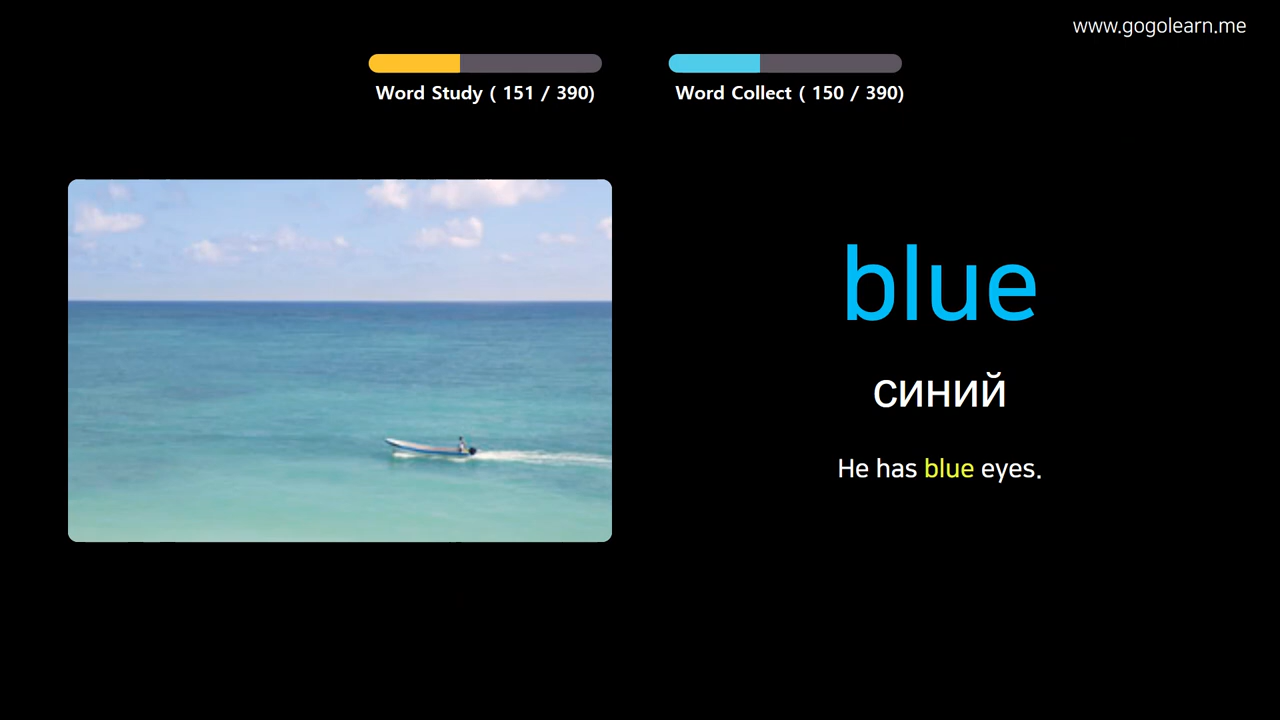 www.gogolearn.me
Word Study ( 151 / 390)
Word Collect ( 150 / 390)
blue
синий
He has blue eyes.